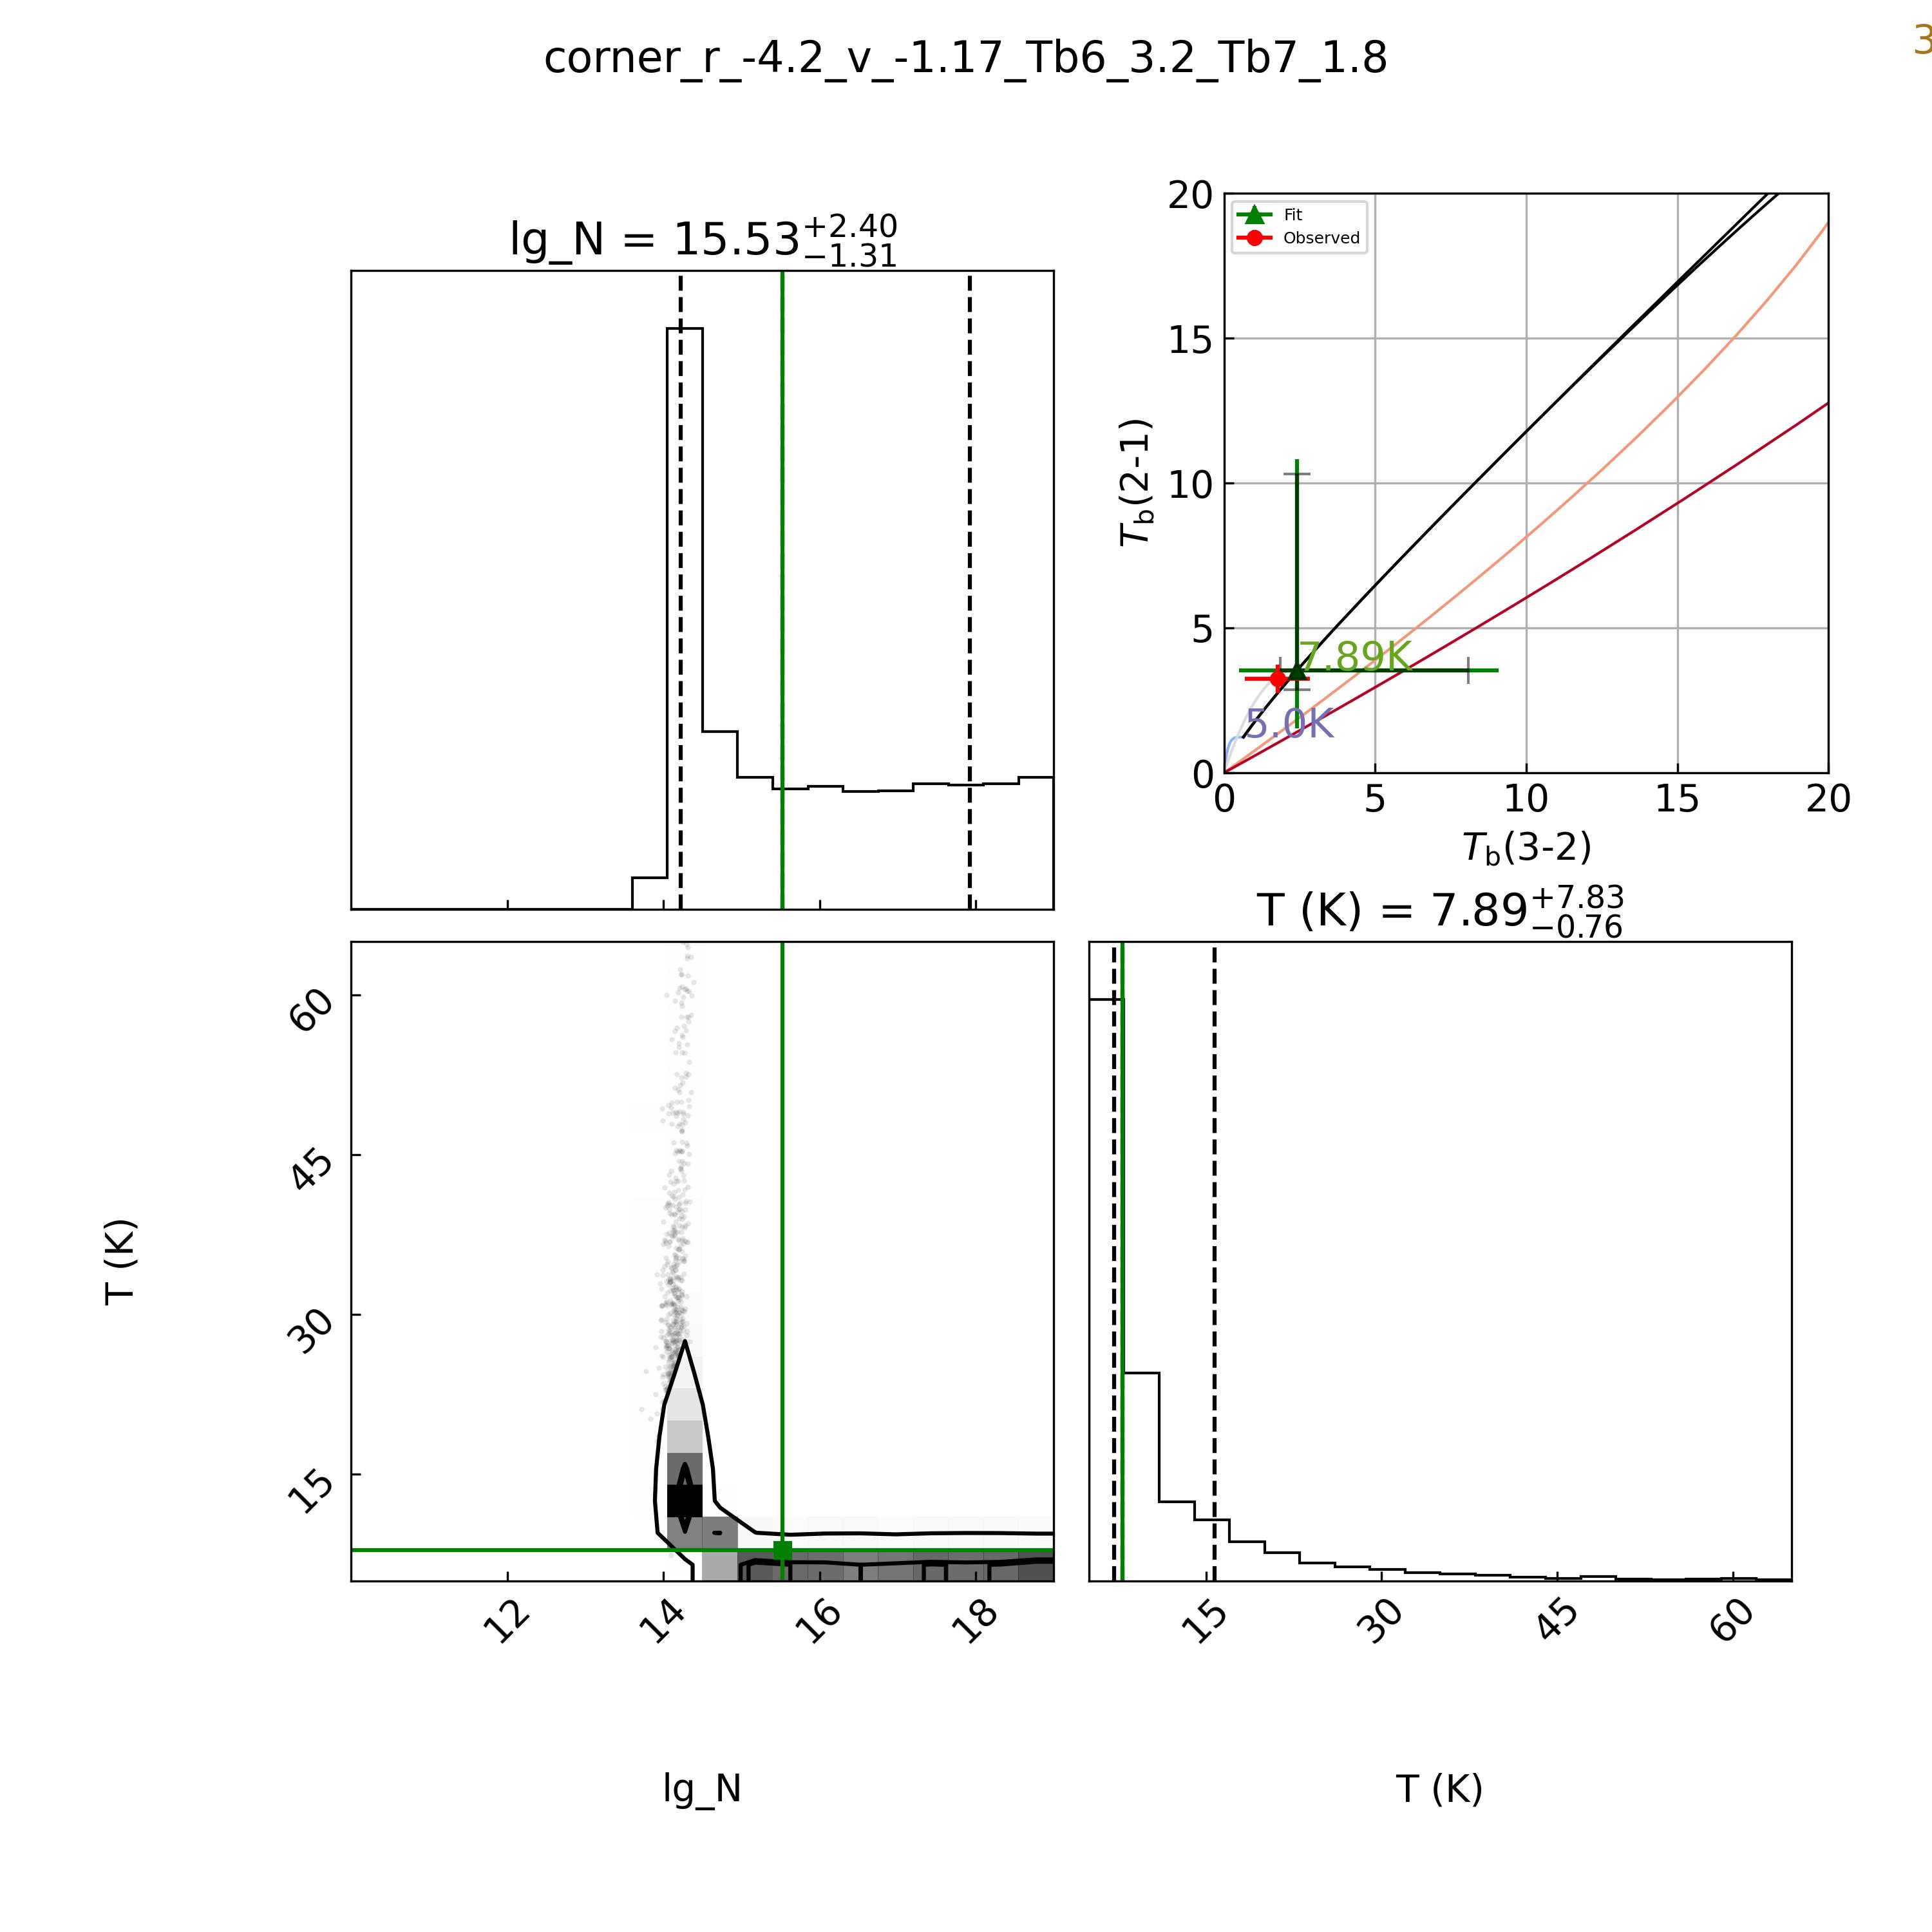 corner_r_-4.2_v_-1.17_Tb6_3.2_Tb7_1.8
3
lg_N = 15.53+2.40−1.31
20
15
10
5
0
Tb(2-1)
Fit
Observed
7.89K
5.0K
0 5 10 15 20
Tb(3-2)
T (K) = 7.89+7.83−0.76
60
45
30
15
T (K)
12 14 16 18
lg_N
15 30 45 60
T (K)